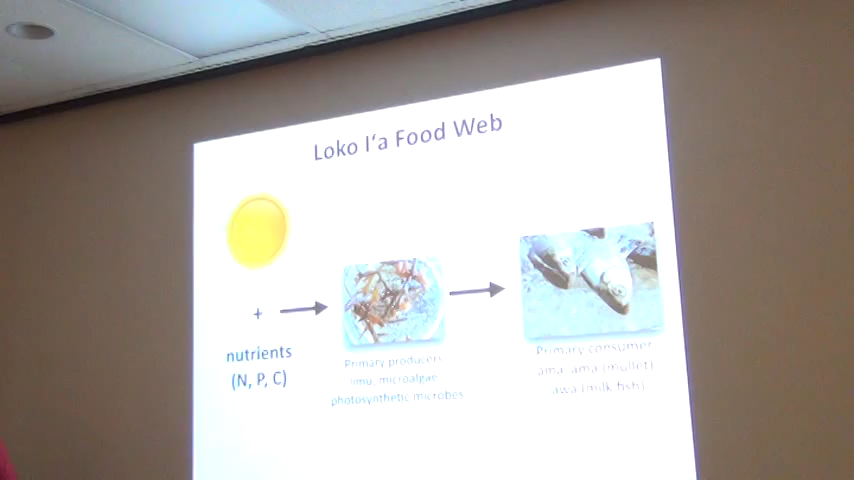 Loko I‘a Food Web
+
nutrients
(N, P, C)
Primary producers
limu, microalgae
photosynthetic microbes
Primary consumer
ama‘ama (mullet)
awa (milk fish)